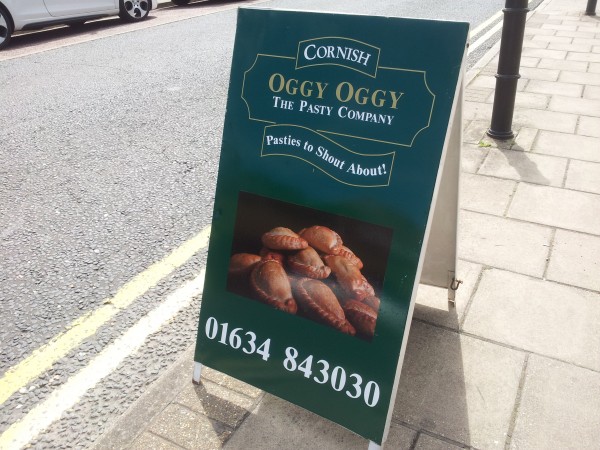 CORNISH
OGGY OGGY
THE PASTY COMPANY
Pasties to Shout About!
01634 843030